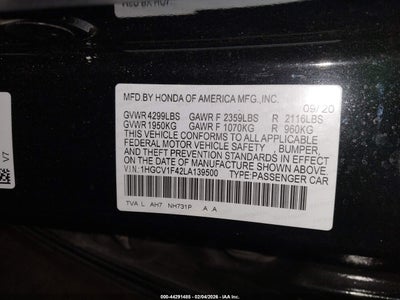 MFD.BY HONDA OF AMERICA MFG.,INC. 09/20
GVWR 4299LBS GAWR F 2359LBS R 2116LBS
GVWR 1950KG GAWR F 1070KG R 960KG
THIS VEHICLE CONFORMS TO ALL APPLICABLE
FEDERAL MOTOR VEHICLE SAFETY BUMPER,
AND THEFT PREVENTION STANDARDS IN EFFECT
ON THE DATE OF MANUFACTURE SHOWN ABOVE.
V.I.N.:1HGCV1F42LA139500 TYPE:PASSENGER CAR
TVA L AH7 NH731P A A
V7
000-44291485 - 02/04/2026 - IAA, Inc.